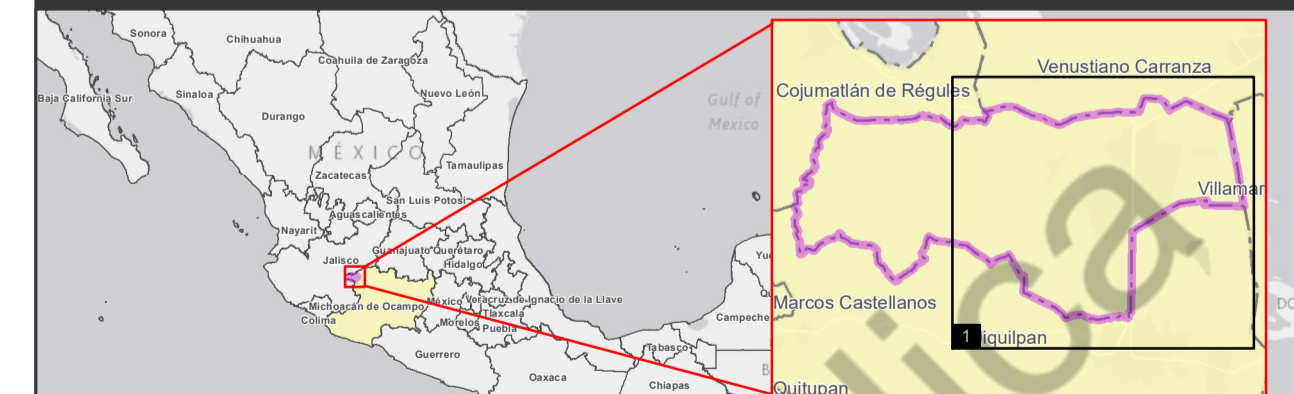 Sonora
Chihuahua
Coahuila de Zaragoza
Baja California Sur
Sinaloa
Nuevo León
Durango
Gulf of
Mexico
MÉXICO
Tamaulipas
Zacatecas
San Luis Potosí
Aguascalientes
Nayarit
Guanajuato
Querétaro
Jalisco
Hidalgo
Michoacán de Ocampo
México
Veracruz de Ignacio de la Llave
Tlaxcala
Colima
Morelos
Puebla
Campeche
Guerrero
Tabasco
Oaxaca
Chiapas
Venustiano Carranza
Cojumatlán de Régules
Villamar
Marcos Castellanos
1
iquilpan
Quitupan
lica